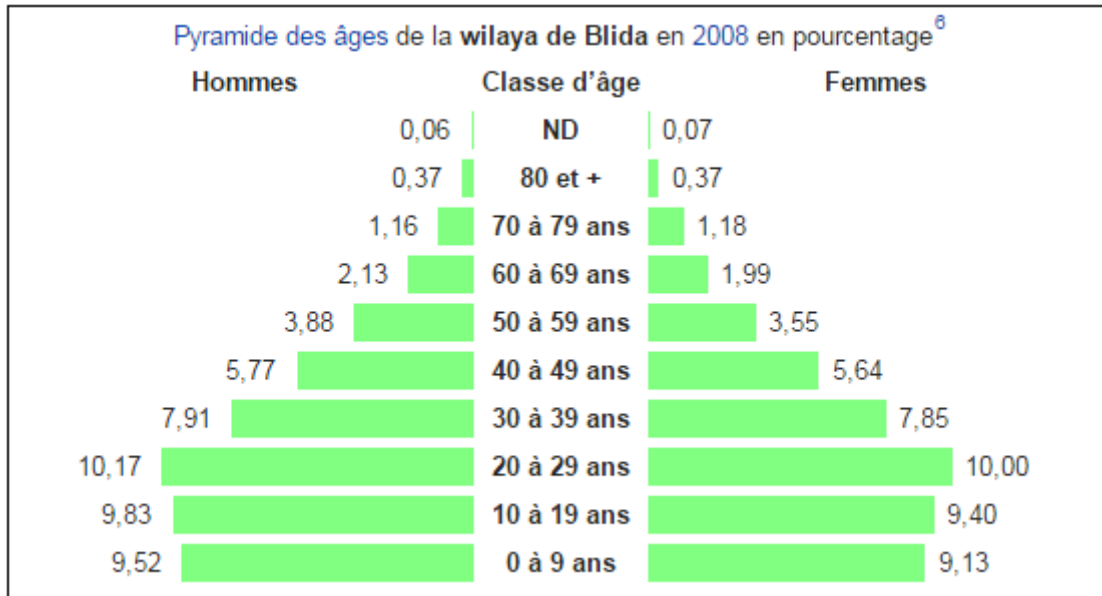 Pyramide des âges de la wilaya de Blida en 2008 en pourcentage6
Hommes Classe d’âge Femmes
0,06 ND 0,07
0,37 80 et + 0,37
1,16 70 à 79 ans 1,18
2,13 60 à 69 ans 1,99
3,88 50 à 59 ans 3,55
5,77 40 à 49 ans 5,64
7,91 30 à 39 ans 7,85
10,17 20 à 29 ans 10,00
9,83 10 à 19 ans 9,40
9,52 0 à 9 ans 9,13